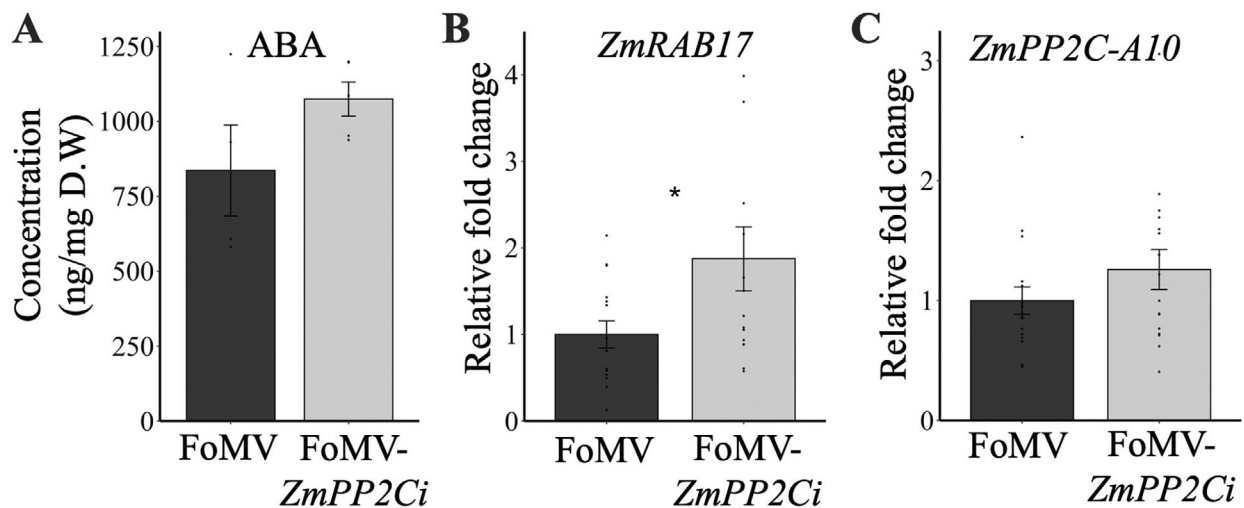 A
ABA
Concentration
(ng/mg D.W)
1250
1000
750
500
250
0
FoMV
FoMV-
ZmPP2Ci
B
ZmRAB17
Relative fold change
4
3
2
1
0
*
FoMV
FoMV-
ZmPP2Ci
C
ZmPP2C-A10
Relative fold change
3
2
1
0
FoMV
FoMV-
ZmPP2Ci